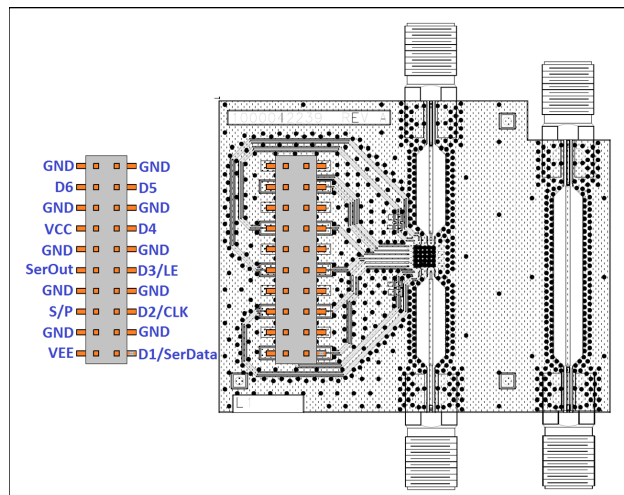 1000042239 REV A
GND GND
D6 D5
GND GND
VCC D4
GND GND
SerOut D3/LE
GND GND
S/P D2/CLK
GND GND
VEE D1/SerData